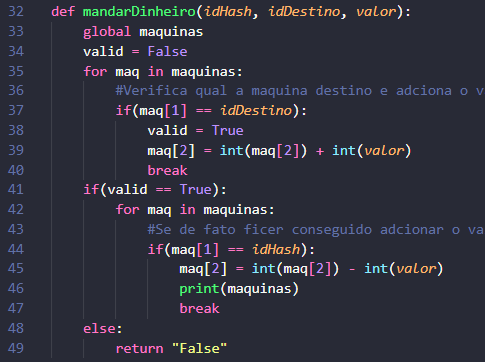 32 def mandarDinheiro(idHash, idDestino, valor):
33     global maquinas
34     valid = False
35     for maq in maquinas:
36         #Verifica qual a maquina destino e adciona o v
37         if(maq[1] == idDestino):
38             valid = True
39             maq[2] = int(maq[2]) + int(valor)
40             break
41     if(valid == True):
42         for maq in maquinas:
43             #Se de fato ficer conseguido adcionar o va
44             if(maq[1] == idHash):
45                 maq[2] = int(maq[2]) - int(valor)
46                 print(maquinas)
47                 break
48     else:
49         return "False"